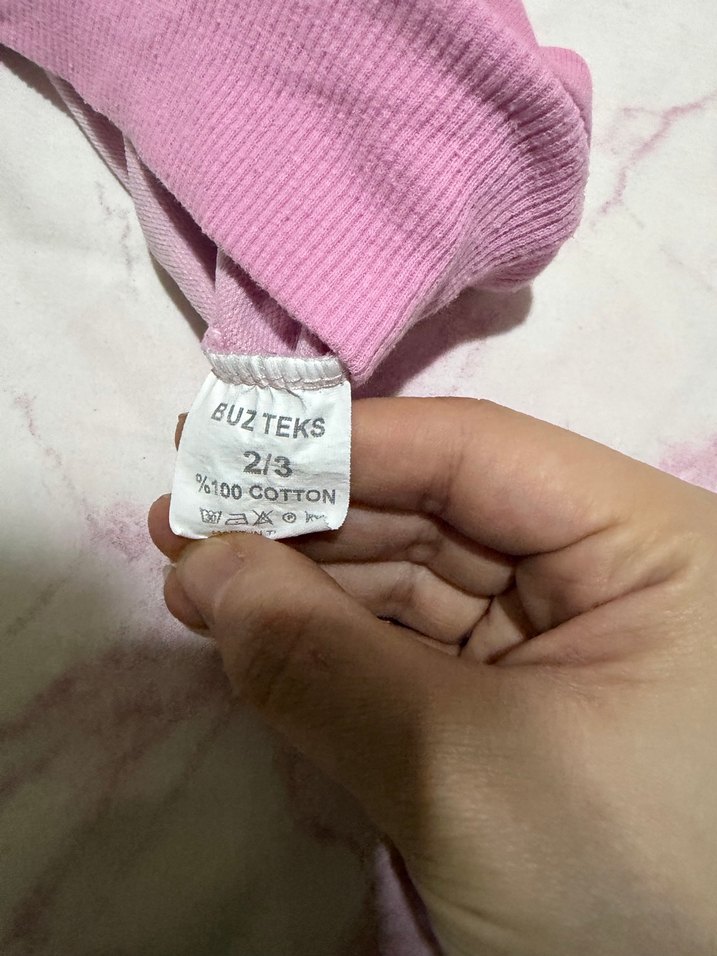 BUZ TEKS
2/3
%100 COTTON